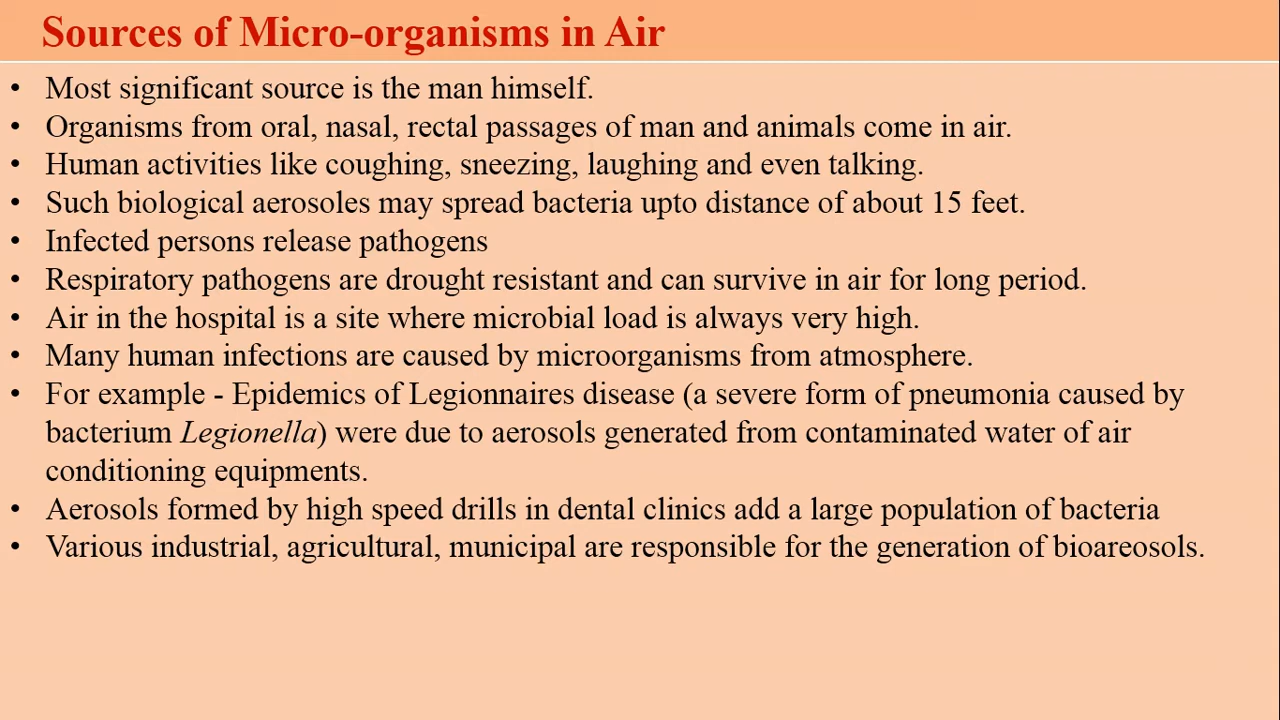 Sources of Micro-organisms in Air
• Most significant source is the man himself.
• Organisms from oral, nasal, rectal passages of man and animals come in air.
• Human activities like coughing, sneezing, laughing and even talking.
• Such biological aerosoles may spread bacteria upto distance of about 15 feet.
• Infected persons release pathogens
• Respiratory pathogens are drought resistant and can survive in air for long period.
• Air in the hospital is a site where microbial load is always very high.
• Many human infections are caused by microorganisms from atmosphere.
• For example - Epidemics of Legionnaires disease (a severe form of pneumonia caused by
bacterium Legionella) were due to aerosols generated from contaminated water of air
conditioning equipments.
• Aerosols formed by high speed drills in dental clinics add a large population of bacteria
• Various industrial, agricultural, municipal are responsible for the generation of bioareosols.